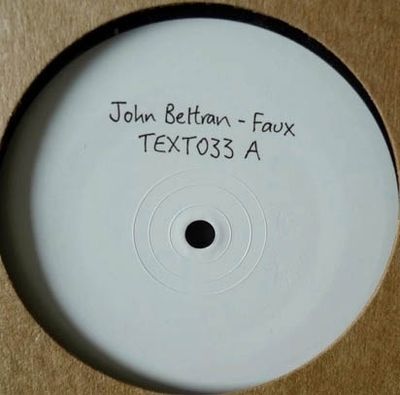 John Beltran - Faux
TEXT033 A